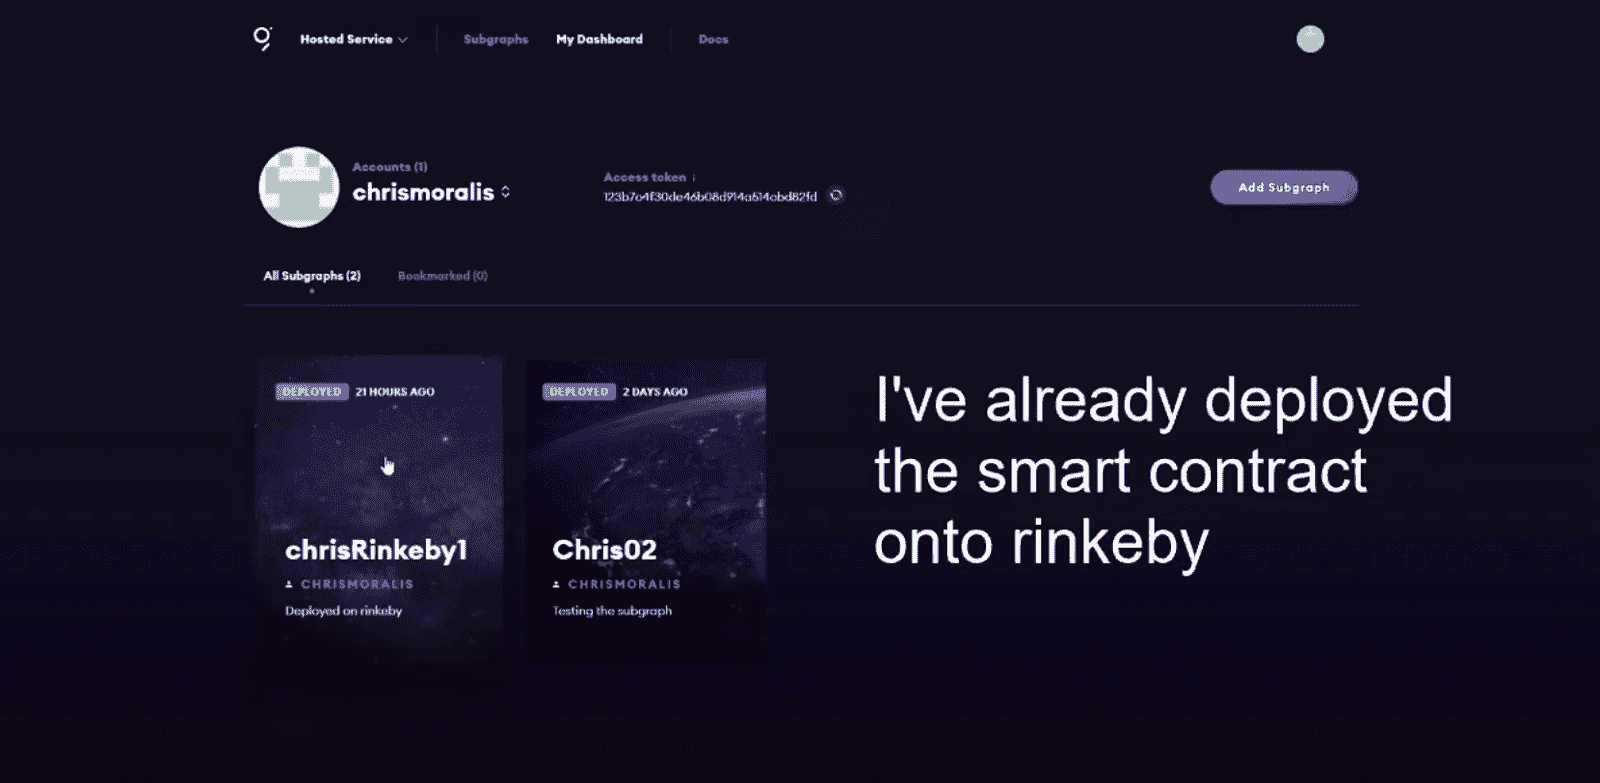 Hosted Service
Subgraphs
My Dashboard
Docs
Accounts (1)
chrismoralis
Access token
Add Subgraph
All Subgraphs (2)
Bookmarked (0)
DEPLOYED 21 HOURS AGO
chrisRinkeby1
CHRISMORALIS
Deployed on rinkeby
DEPLOYED 2 DAYS AGO
Chris02
CHRISMORALIS
Testing the subgraph
I've already deployed
the smart contract
onto rinkeby